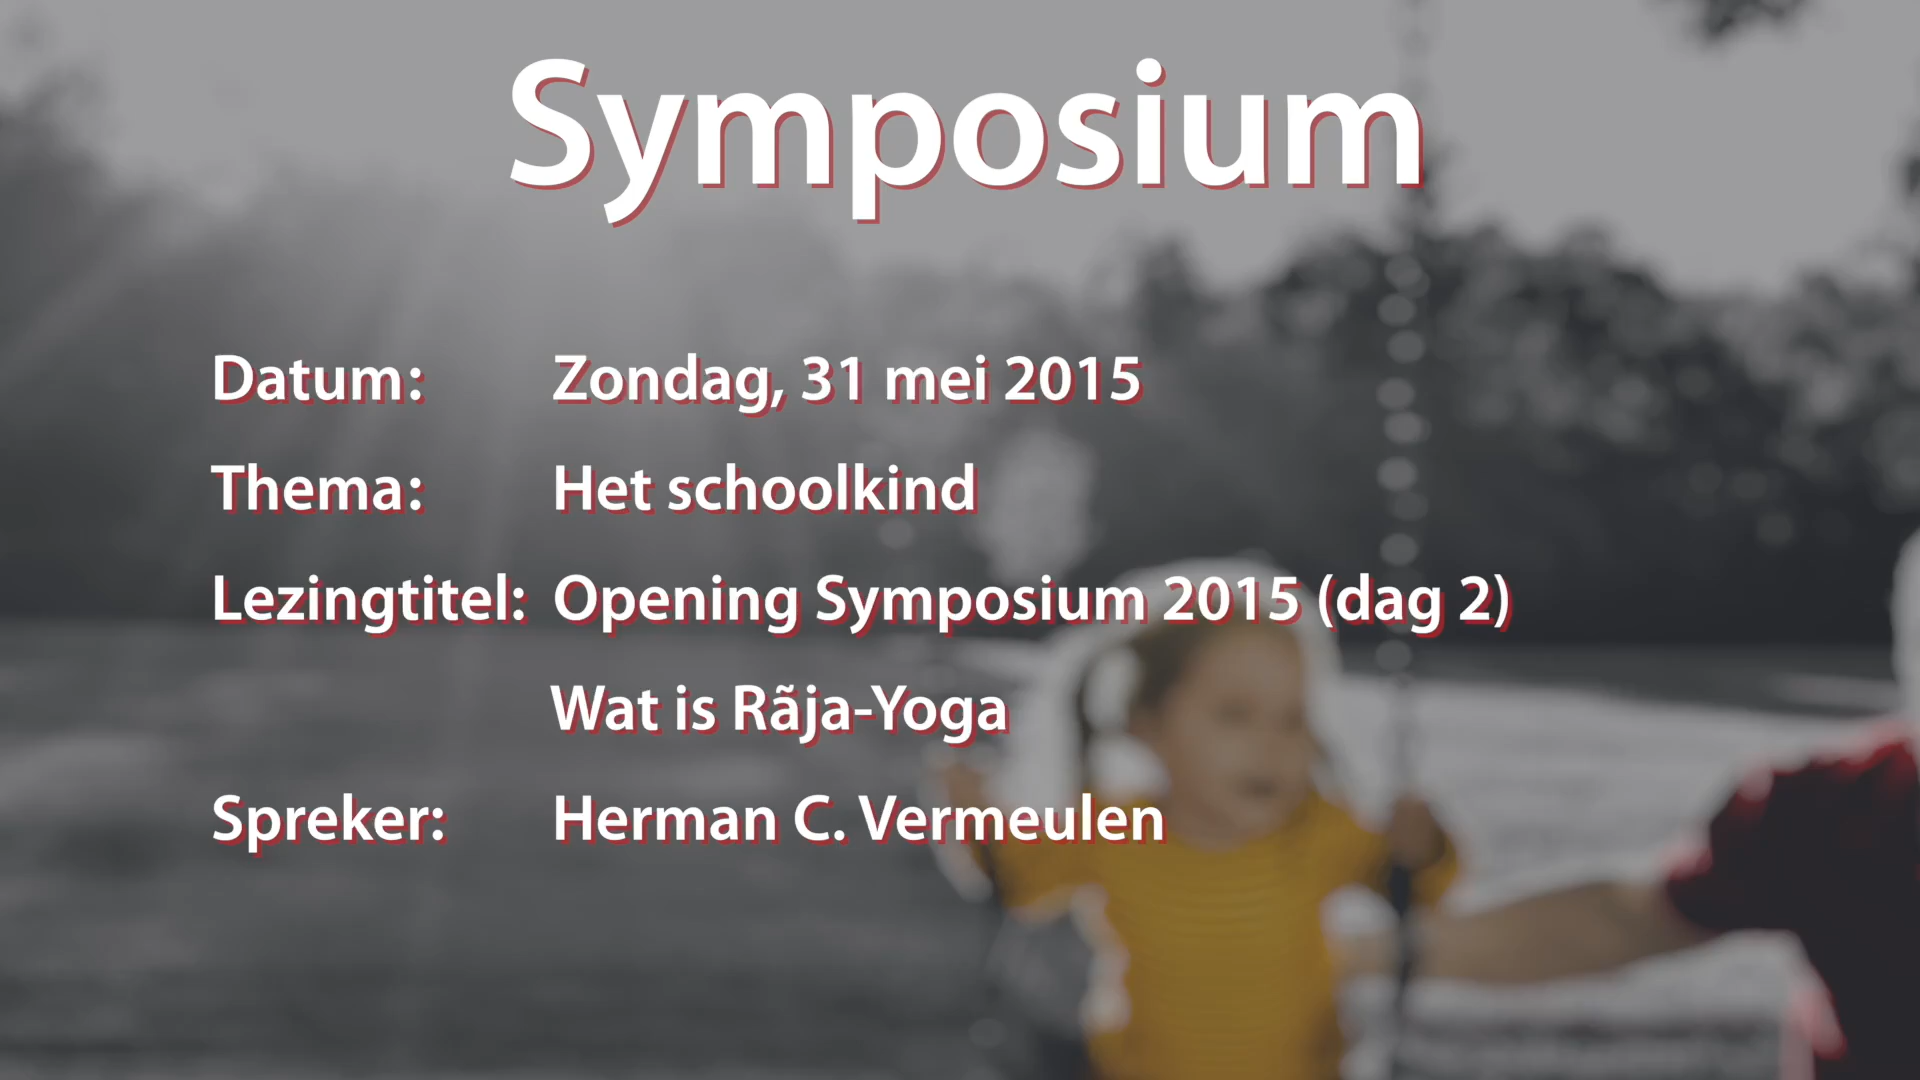 Symposium
Datum: Zondag, 31 mei 2015
Thema: Het schoolkind
Lezingtitel: Opening Symposium 2015 (dag 2)
Wat is Rãja-Yoga
Spreker: Herman C. Vermeulen